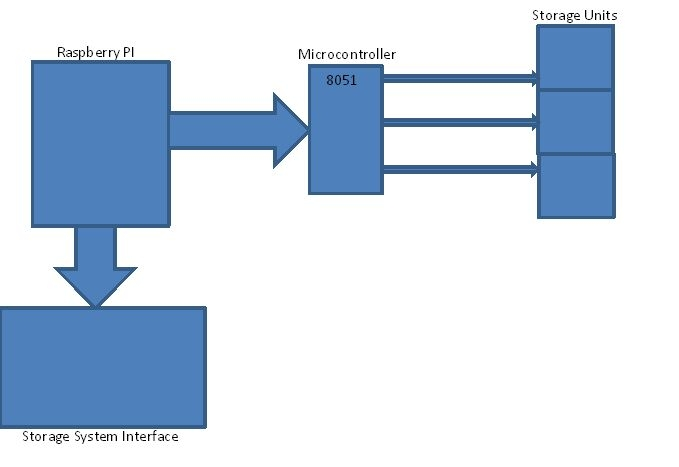 Storage Units
Raspberry PI
Microcontroller
8051
Storage System Interface